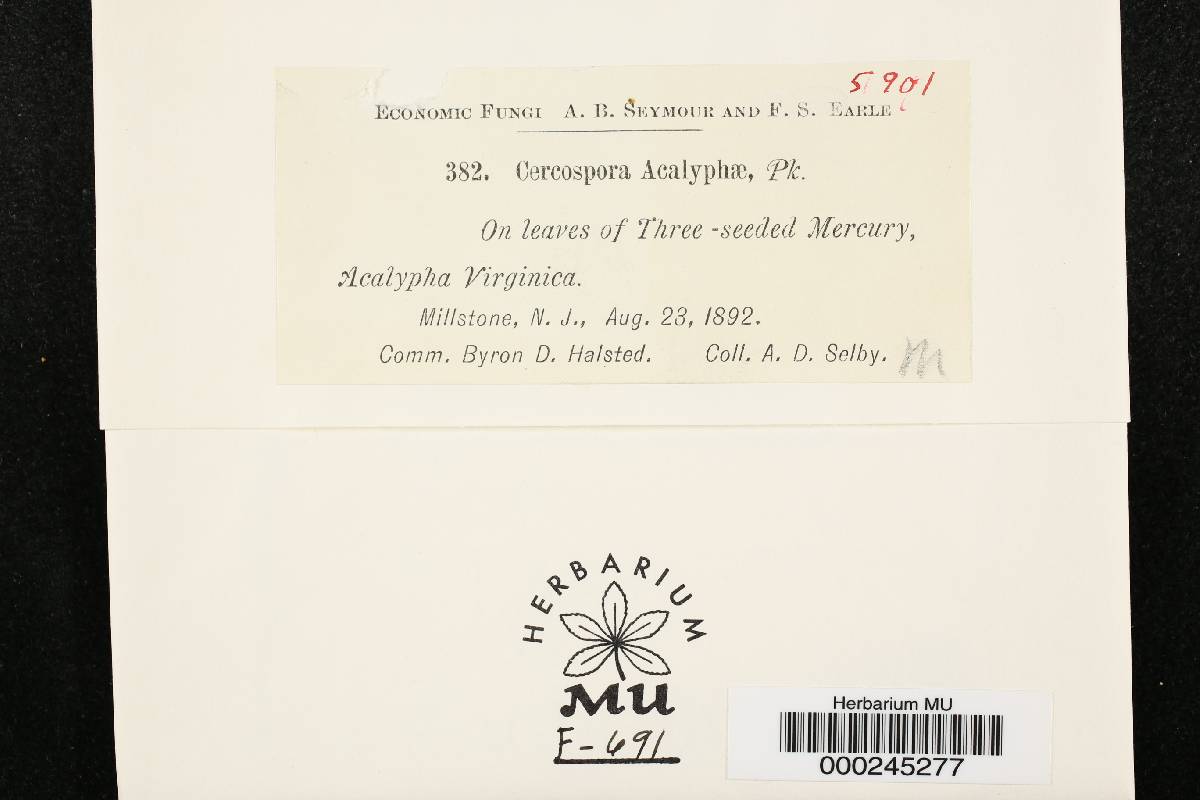 5901
Economic Fungi A. B. Seymour and F. S. Earle
382. Cercospora Acalyphæ, Pk.
On leaves of Three-seeded Mercury,
Acalypha Virginica.
Millstone, N. J., Aug. 23, 1892.
Comm. Byron D. Halsted. Coll. A. D. Selby.
M
HERBARIUM
MU
F-691
Herbarium MU
000245277